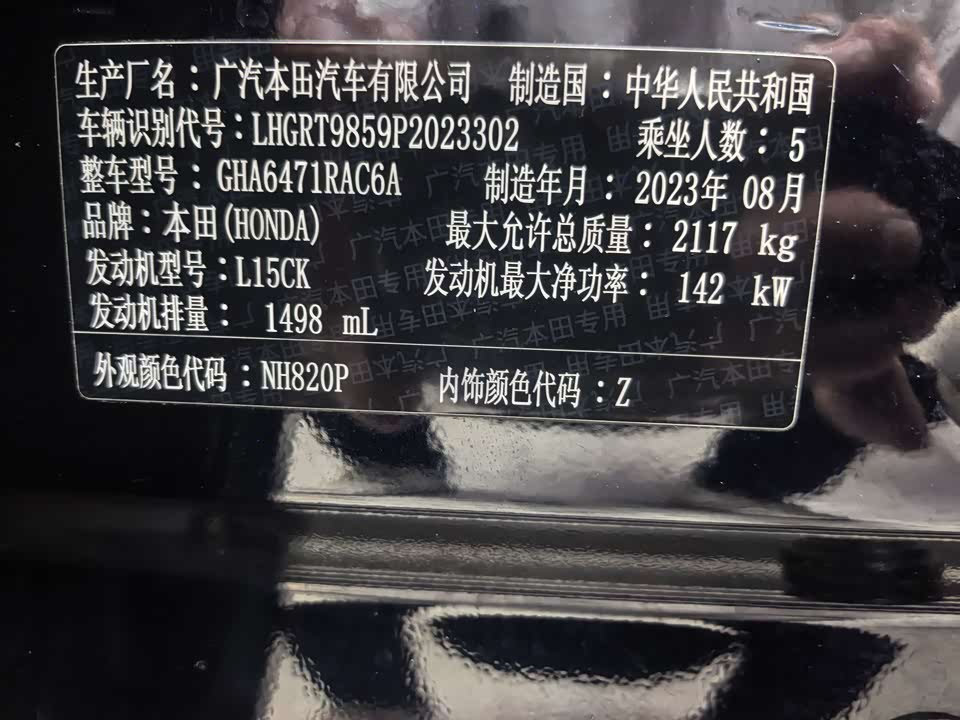 生产厂名：广汽本田汽车有限公司 制造国：中华人民共和国
车辆识别代号：LHGRT9859P2023302 乘坐人数：5
整车型号：GHA6471RAC6A 制造年月：2023年 08月
品牌：本田(HONDA) 最大允许总质量：2117 kg
发动机型号：L15CK 发动机最大净功率：142 kW
发动机排量：1498 mL
外观颜色代码：NH820P 内饰颜色代码：Z